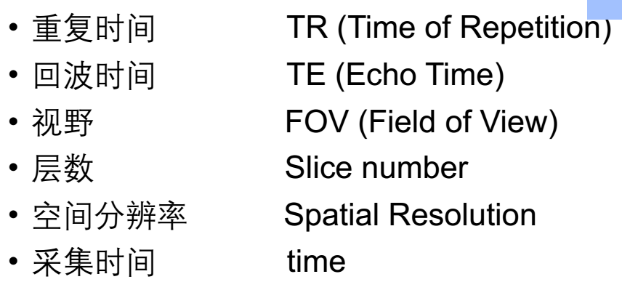 • 重复时间 TR (Time of Repetition)
• 回波时间 TE (Echo Time)
• 视野 FOV (Field of View)
• 层数 Slice number
• 空间分辨率 Spatial Resolution
• 采集时间 time